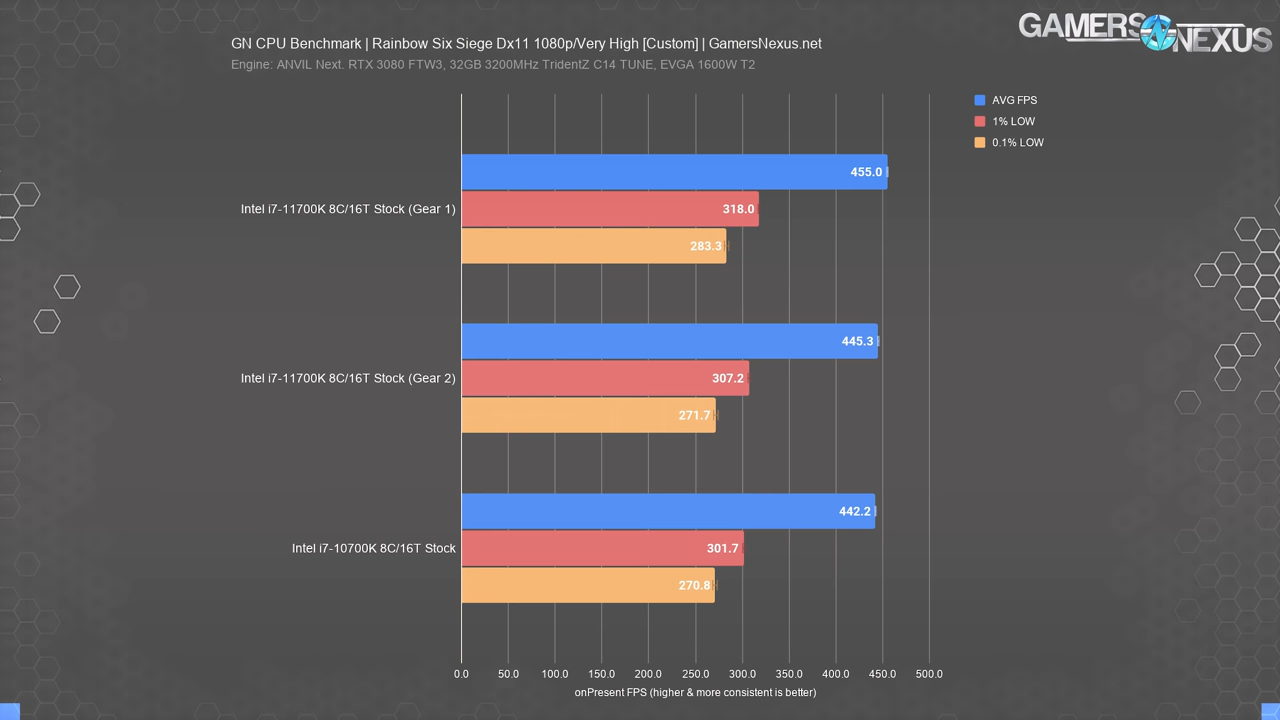 GAMERS NEXUS
GN CPU Benchmark | Rainbow Six Siege Dx11 1080p/Very High [Custom] | GamersNexus.net
Engine: ANVIL Next. RTX 3080 FTW3, 32GB 3200MHz TridentZ C14 TUNE, EVGA 1600W T2
AVG FPS
1% LOW
0.1% LOW
Intel i7-11700K 8C/16T Stock (Gear 1)
455.0
318.0
283.3
Intel i7-11700K 8C/16T Stock (Gear 2)
445.3
307.2
271.7
Intel i7-10700K 8C/16T Stock
442.2
301.7
270.8
0.0 50.0 100.0 150.0 200.0 250.0 300.0 350.0 400.0 450.0 500.0
onPresent FPS (higher & more consistent is better)